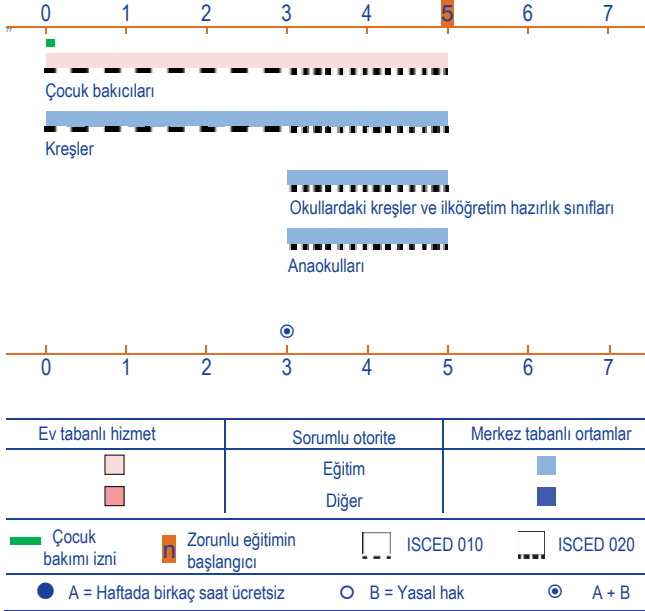 0 1 2 3 4 5 6 7
Çocuk bakıcıları
Kreşler
Okullardaki kreşler ve ilköğretim hazırlık sınıfları
Anaokulları
0 1 2 3 4 5 6 7
Ev tabanlı hizmet Sorumlu otorite Merkez tabanlı ortamlar
Eğitim
Diğer
Çocuk bakımı izni
n Zorunlu eğitimin başlangıcı
ISCED 010 ISCED 020
A = Haftada birkaç saat ücretsiz B = Yasal hak A + B